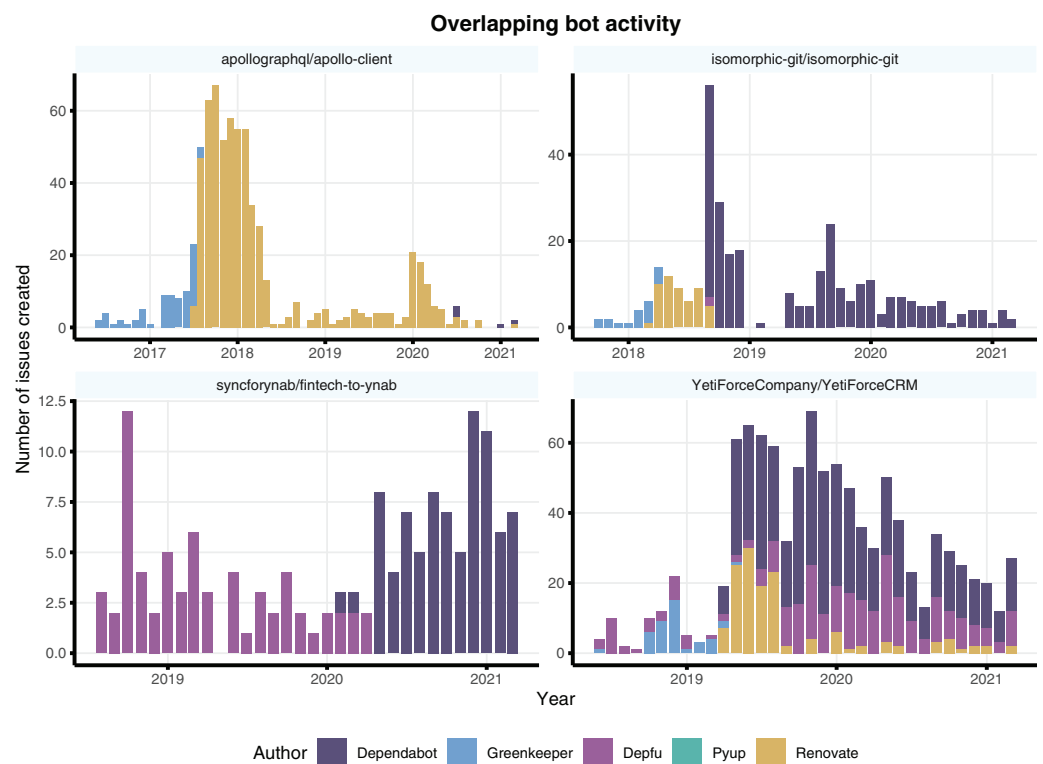 Overlapping bot activity
apollographql/apollo-client
isomorphic-git/isomorphic-git
60
40
20
0
2017 2018 2019 2020 2021
40
20
0
2018 2019 2020 2021
Number of issues created
syncforynab/fintech-to-ynab
YetiForceCompany/YetiForceCRM
12.5
10.0
7.5
5.0
2.5
0.0
2019 2020 2021
60
40
20
0
2019 2020 2021
Year
Author Dependabot Greenkeeper Depfu Pyup Renovate